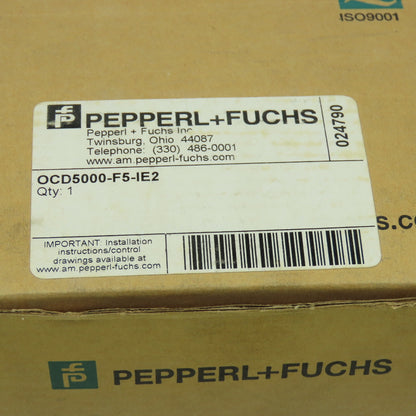 ISO9001
PEPPERL+FUCHS
Pepperl + Fuchs Inc
Twinsburg, Ohio 44087
Telephone: (330) 486-0001
www.am.pepperl-fuchs.com
024790
OCD5000-F5-IE2
Qty: 1
IMPORTANT: Installation
instructions/control
drawings available at
www.am.pepperl-fuchs.com
s.co
PEPPERL+FUCHS